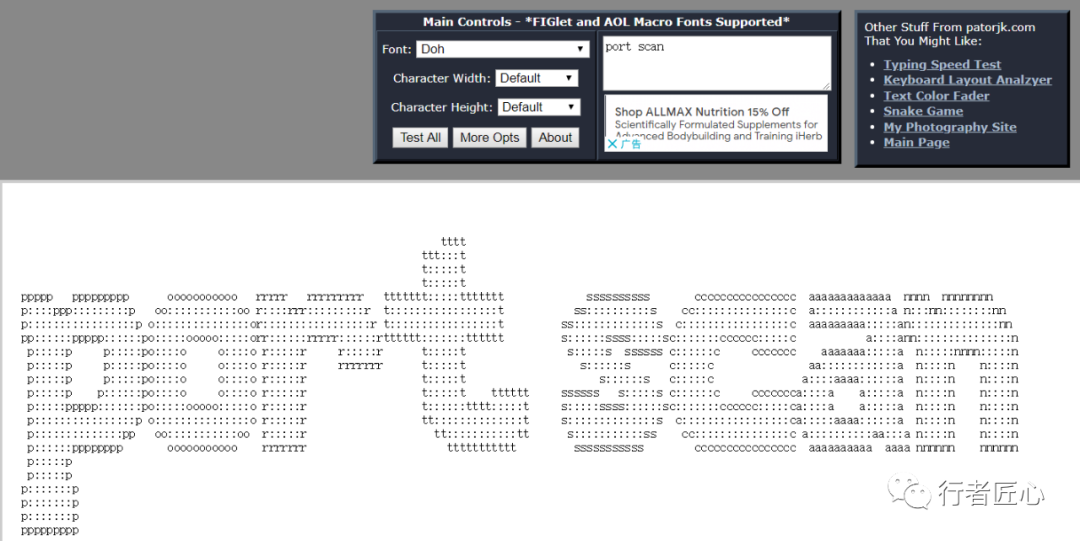 Main Controls - *FIGlet and AOL Macro Fonts Supported*
Font: Doh
Character Width: Default
Character Height: Default
Test All More Opts About
port scan
Shop ALLMAX Nutrition 15% Off
Scientifically Formulated Supplements for
Advanced Bodybuilding and Training iHerb
广告
Other Stuff From patorjk.com
That You Might Like:
Typing Speed Test
Keyboard Layout Analzyer
Text Color Fader
Snake Game
My Photography Site
Main Page
port scan
行者匠心